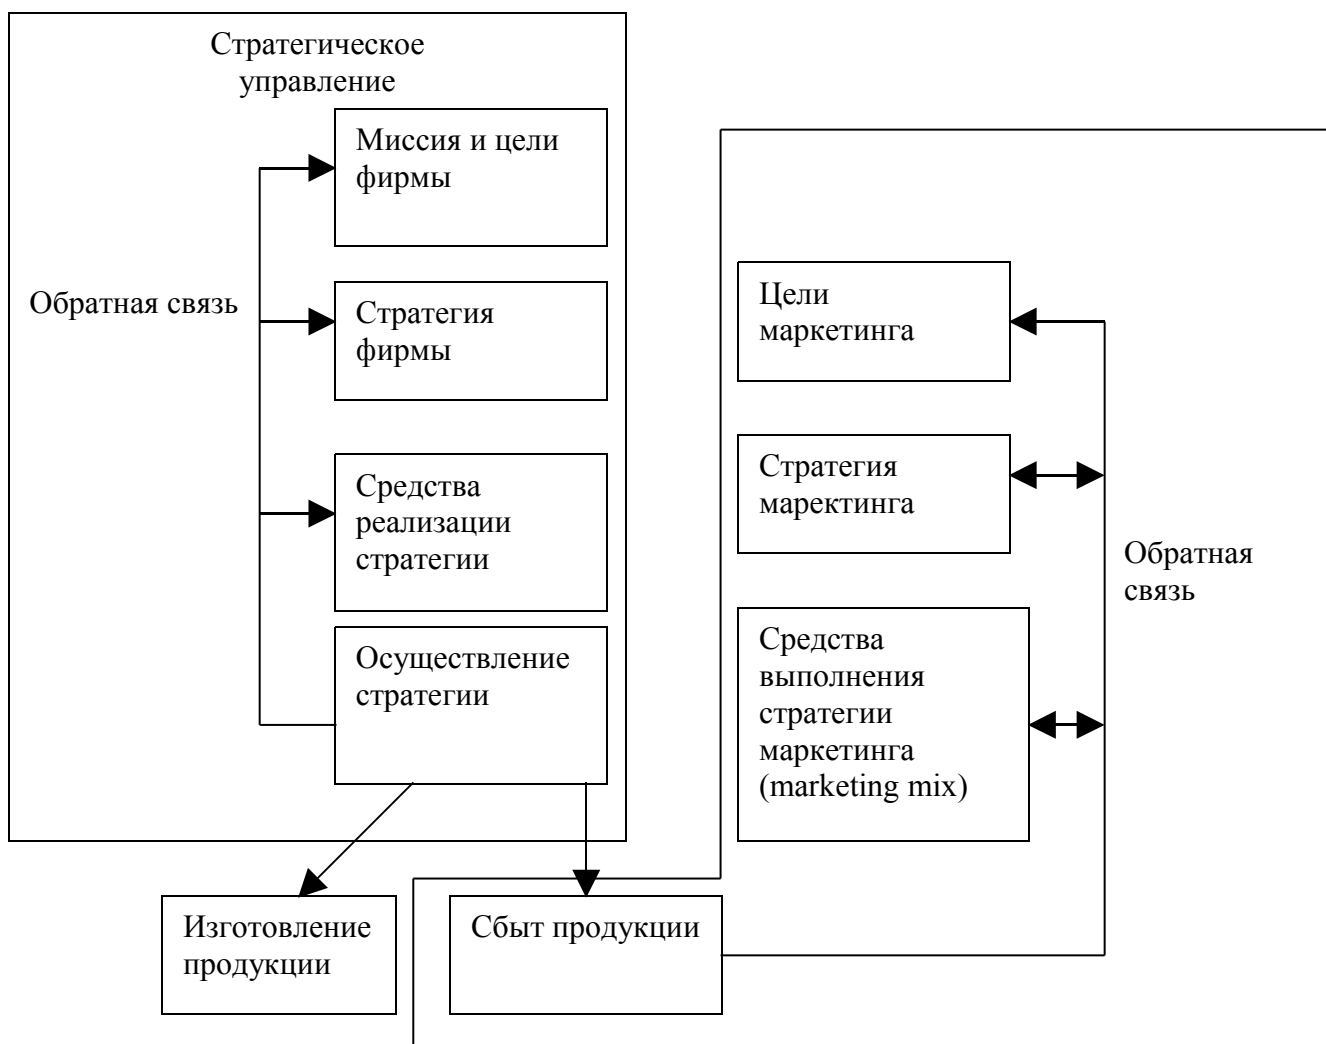 Стратегическое
управление
Миссия и цели
фирмы
Обратная связь
Стратегия
фирмы
Средства
реализации
стратегии
Осуществление
стратегии
Изготовление
продукции
Сбыт продукции
Цели
маркетинга
Стратегия
маректинга
Средства
выполнения
стратегии
маркетинга
(marketing mix)
Обратная
связь